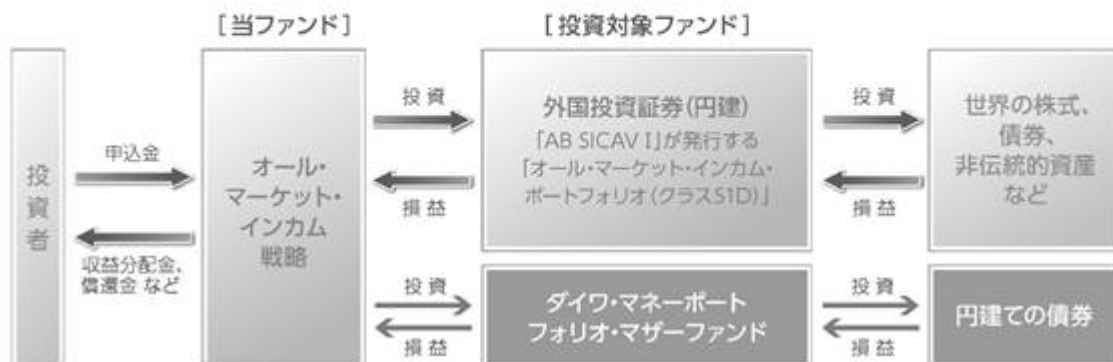 [当ファンド]
[投資対象ファンド]
投資者
申込金
収益分配金、
償還金 など
オール・
マーケット・
インカム
戦略
投資
損益
外国投資証券(円建)
「AB SICAV I」が発行する
「オール・マーケット・インカム・
ポートフォリオ(クラスS1D)」
投資
損益
世界の株式、
債券、
非伝統的資産
など
投資
損益
ダイワ・マネーポート
フォリオ・マザーファンド
投資
損益
円建ての債券